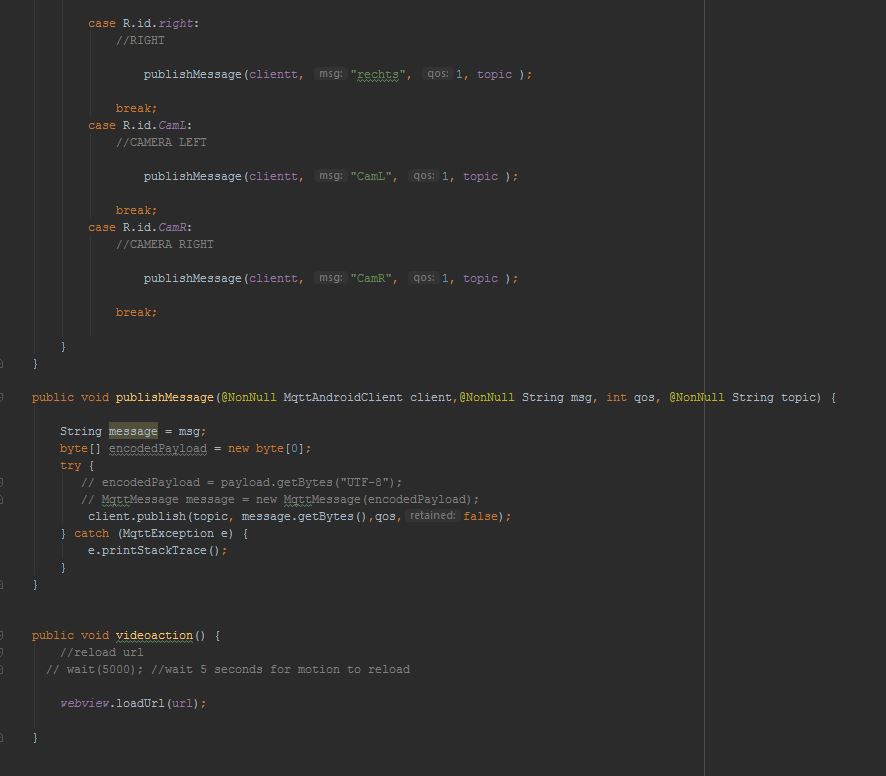 case R.id.right:
//RIGHT
publishMessage(clientt, msg: "rechts", qos: 1, topic );
break;
case R.id.CamL:
//CAMERA LEFT
publishMessage(clientt, msg: "CamL", qos: 1, topic );
break;
case R.id.CamR:
//CAMERA RIGHT
publishMessage(clientt, msg: "CamR", qos: 1, topic );
break;
}
}
public void publishMessage(@NonNull MqttAndroidClient client,@NonNull String msg, int qos, @NonNull String topic) {
String message = msg;
byte[] encodedPayload = new byte[0];
try {
// encodedPayload = payload.getBytes("UTF-8");
// MqttMessage message = new MqttMessage(encodedPayload);
client.publish(topic, message.getBytes(),qos, retained: false);
} catch (MqttException e) {
e.printStackTrace();
}
}
public void videoaction() {
//reload url
// wait(5000); //wait 5 seconds for motion to reload
webview.loadUrl(url);
}